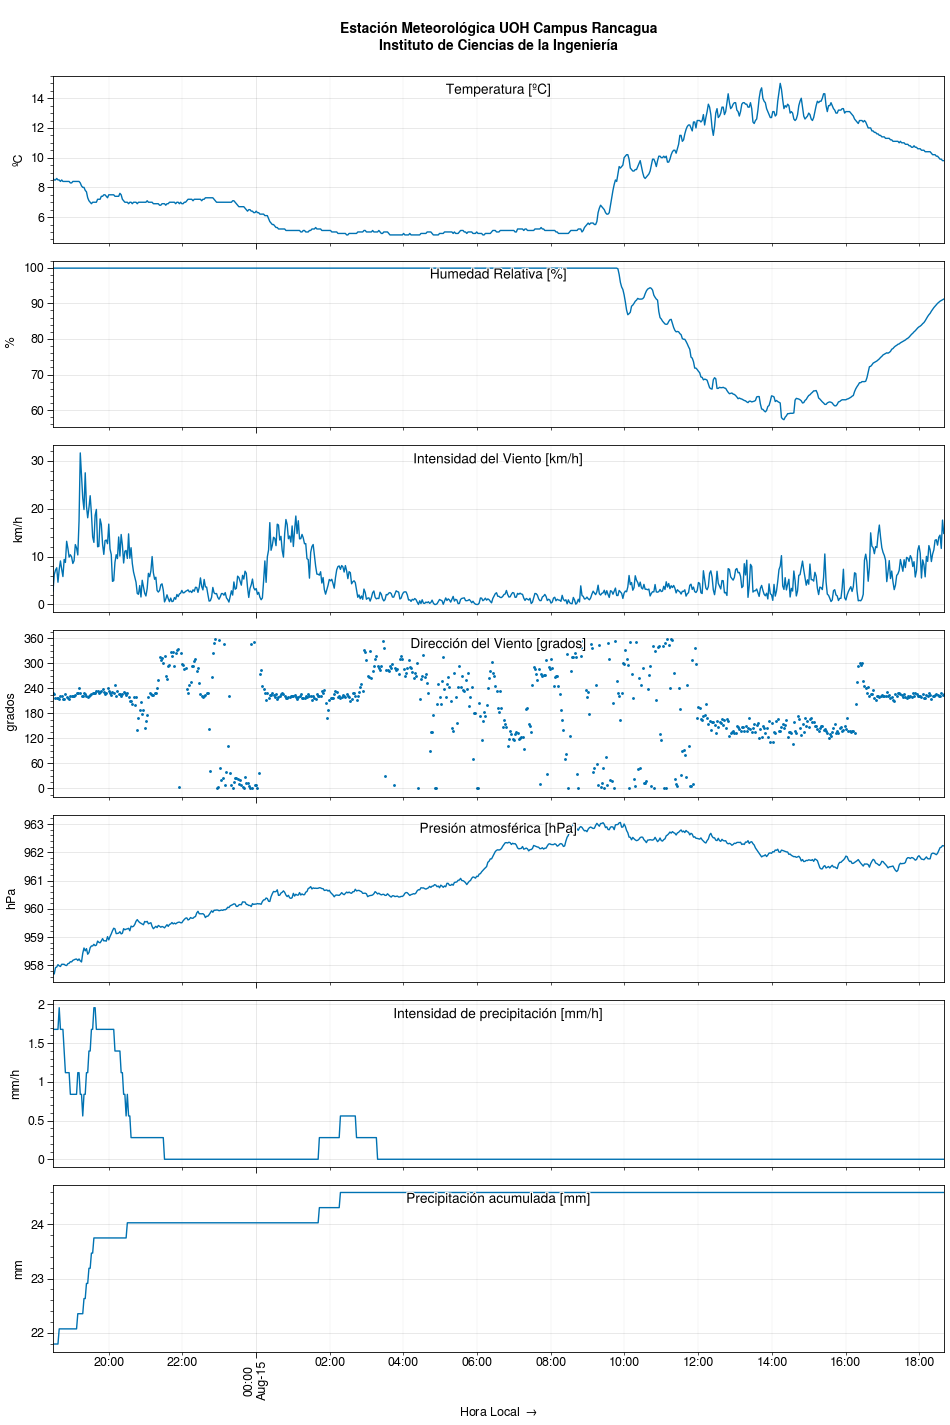 Estación Meteorológica UOH Campus Rancagua
Instituto de Ciencias de la Ingeniería
Temperatura [ºC]
14
12
10
8
6
ºC
Humedad Relativa [%]
100
90
80
70
60
%
Intensidad del Viento [km/h]
30
20
10
0
km/h
Dirección del Viento [grados]
360
300
240
180
120
60
0
grados
Presión atmosférica [hPa]
963
962
961
960
959
958
hPa
Intensidad de precipitación [mm/h]
2
1.5
1
0.5
0
mm/h
Precipitación acumulada [mm]
24
23
22
mm
20:00 22:00 00:00 02:00 04:00 06:00 08:00 10:00 12:00 14:00 16:00 18:00
Aug-15
Hora Local →